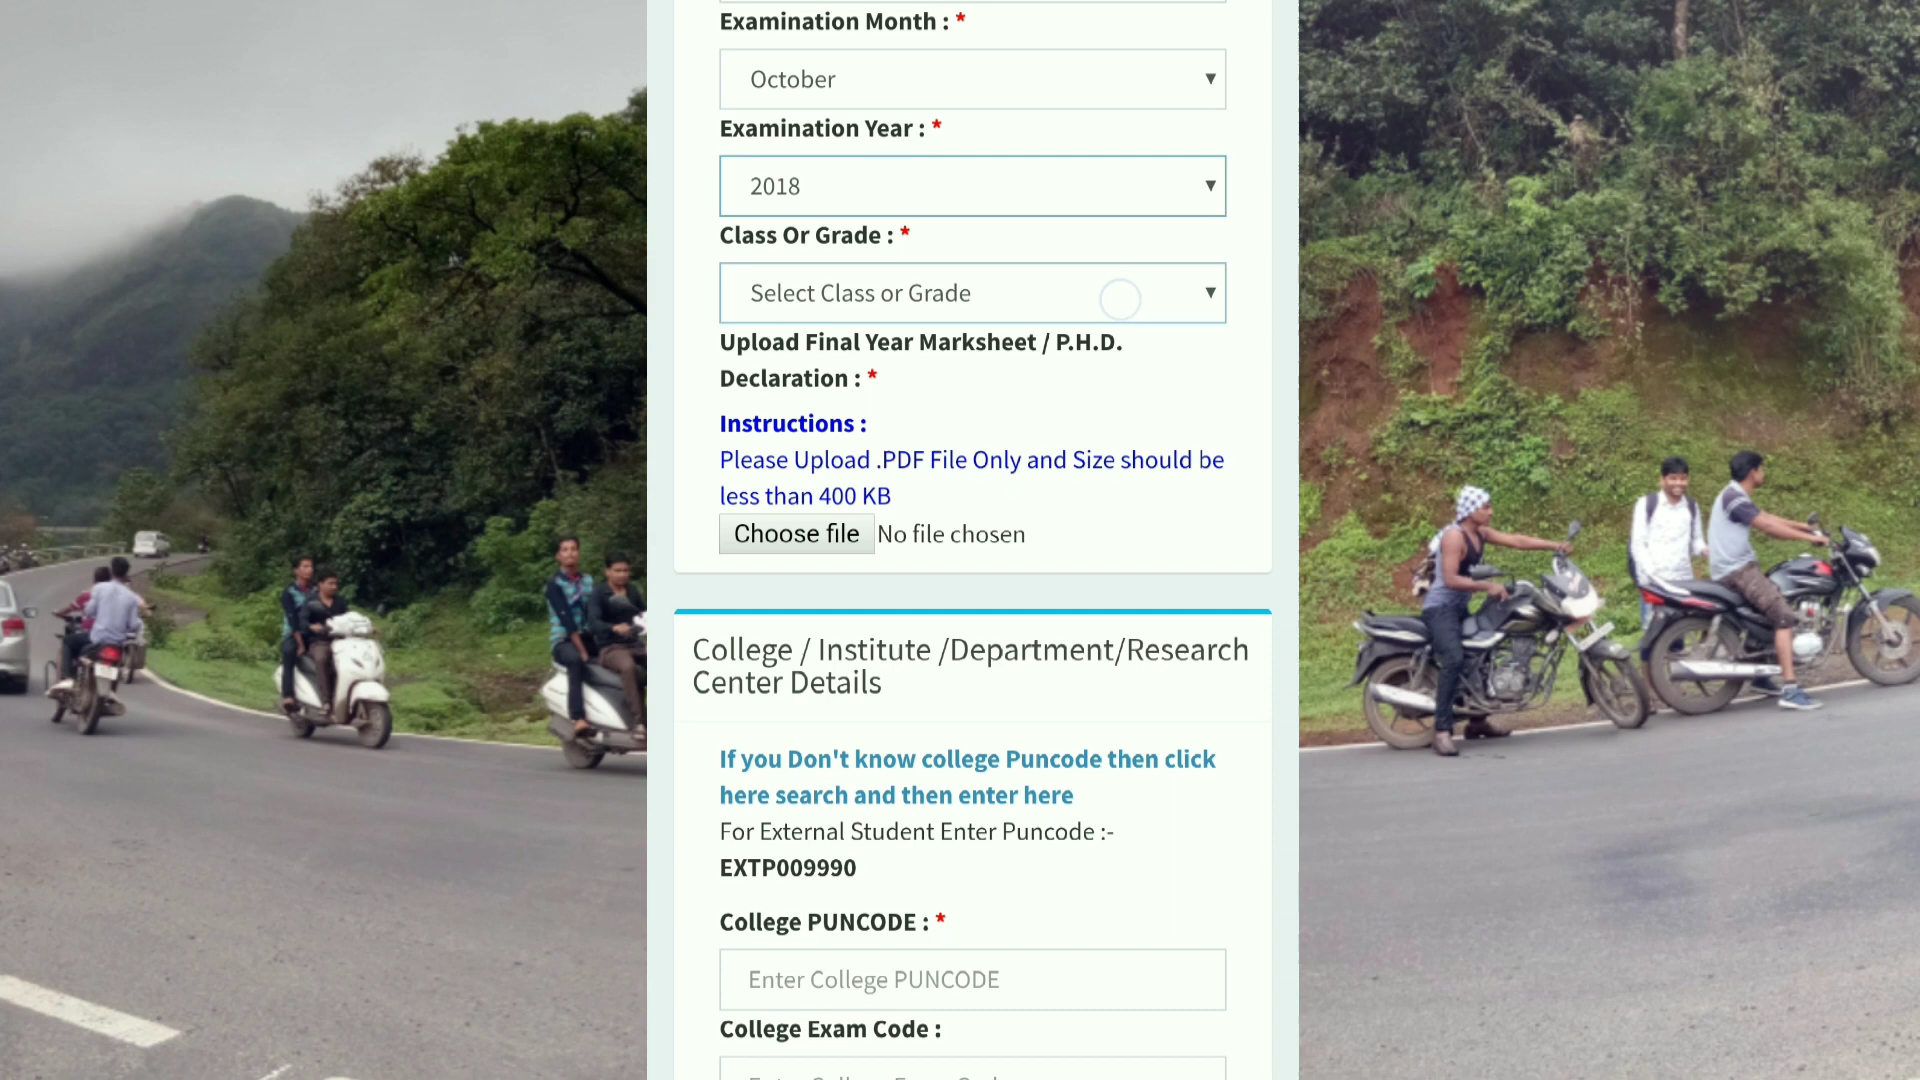 Examination Month : *
October
Examination Year : *
2018
Class Or Grade : *
Select Class or Grade
Upload Final Year Marksheet / P.H.D.
Declaration : *
Instructions :
Please Upload .PDF File Only and Size should be
less than 400 KB
Choose file No file chosen
College / Institute /Department/Research
Center Details
If you Don't know college Puncode then click
here search and then enter here
For External Student Enter Puncode :-
EXTP009990
College PUNCODE : *
Enter College PUNCODE
College Exam Code :